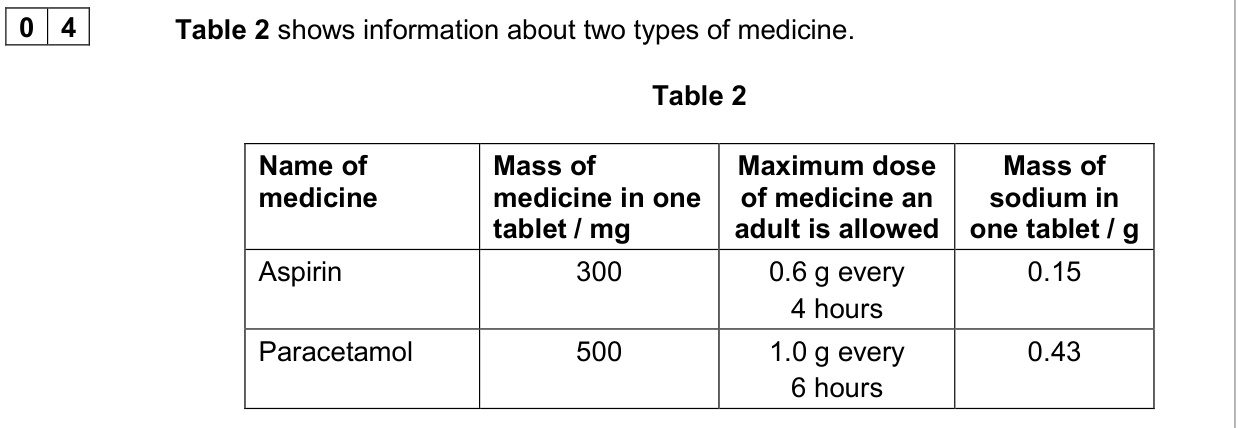 0 4 Table 2 shows information about two types of medicine.
Table 2
Name of medicine Mass of medicine in one tablet / mg Maximum dose of medicine an adult is allowed Mass of sodium in one tablet / g
Aspirin 300 0.6 g every 4 hours 0.15
Paracetamol 500 1.0 g every 6 hours 0.43